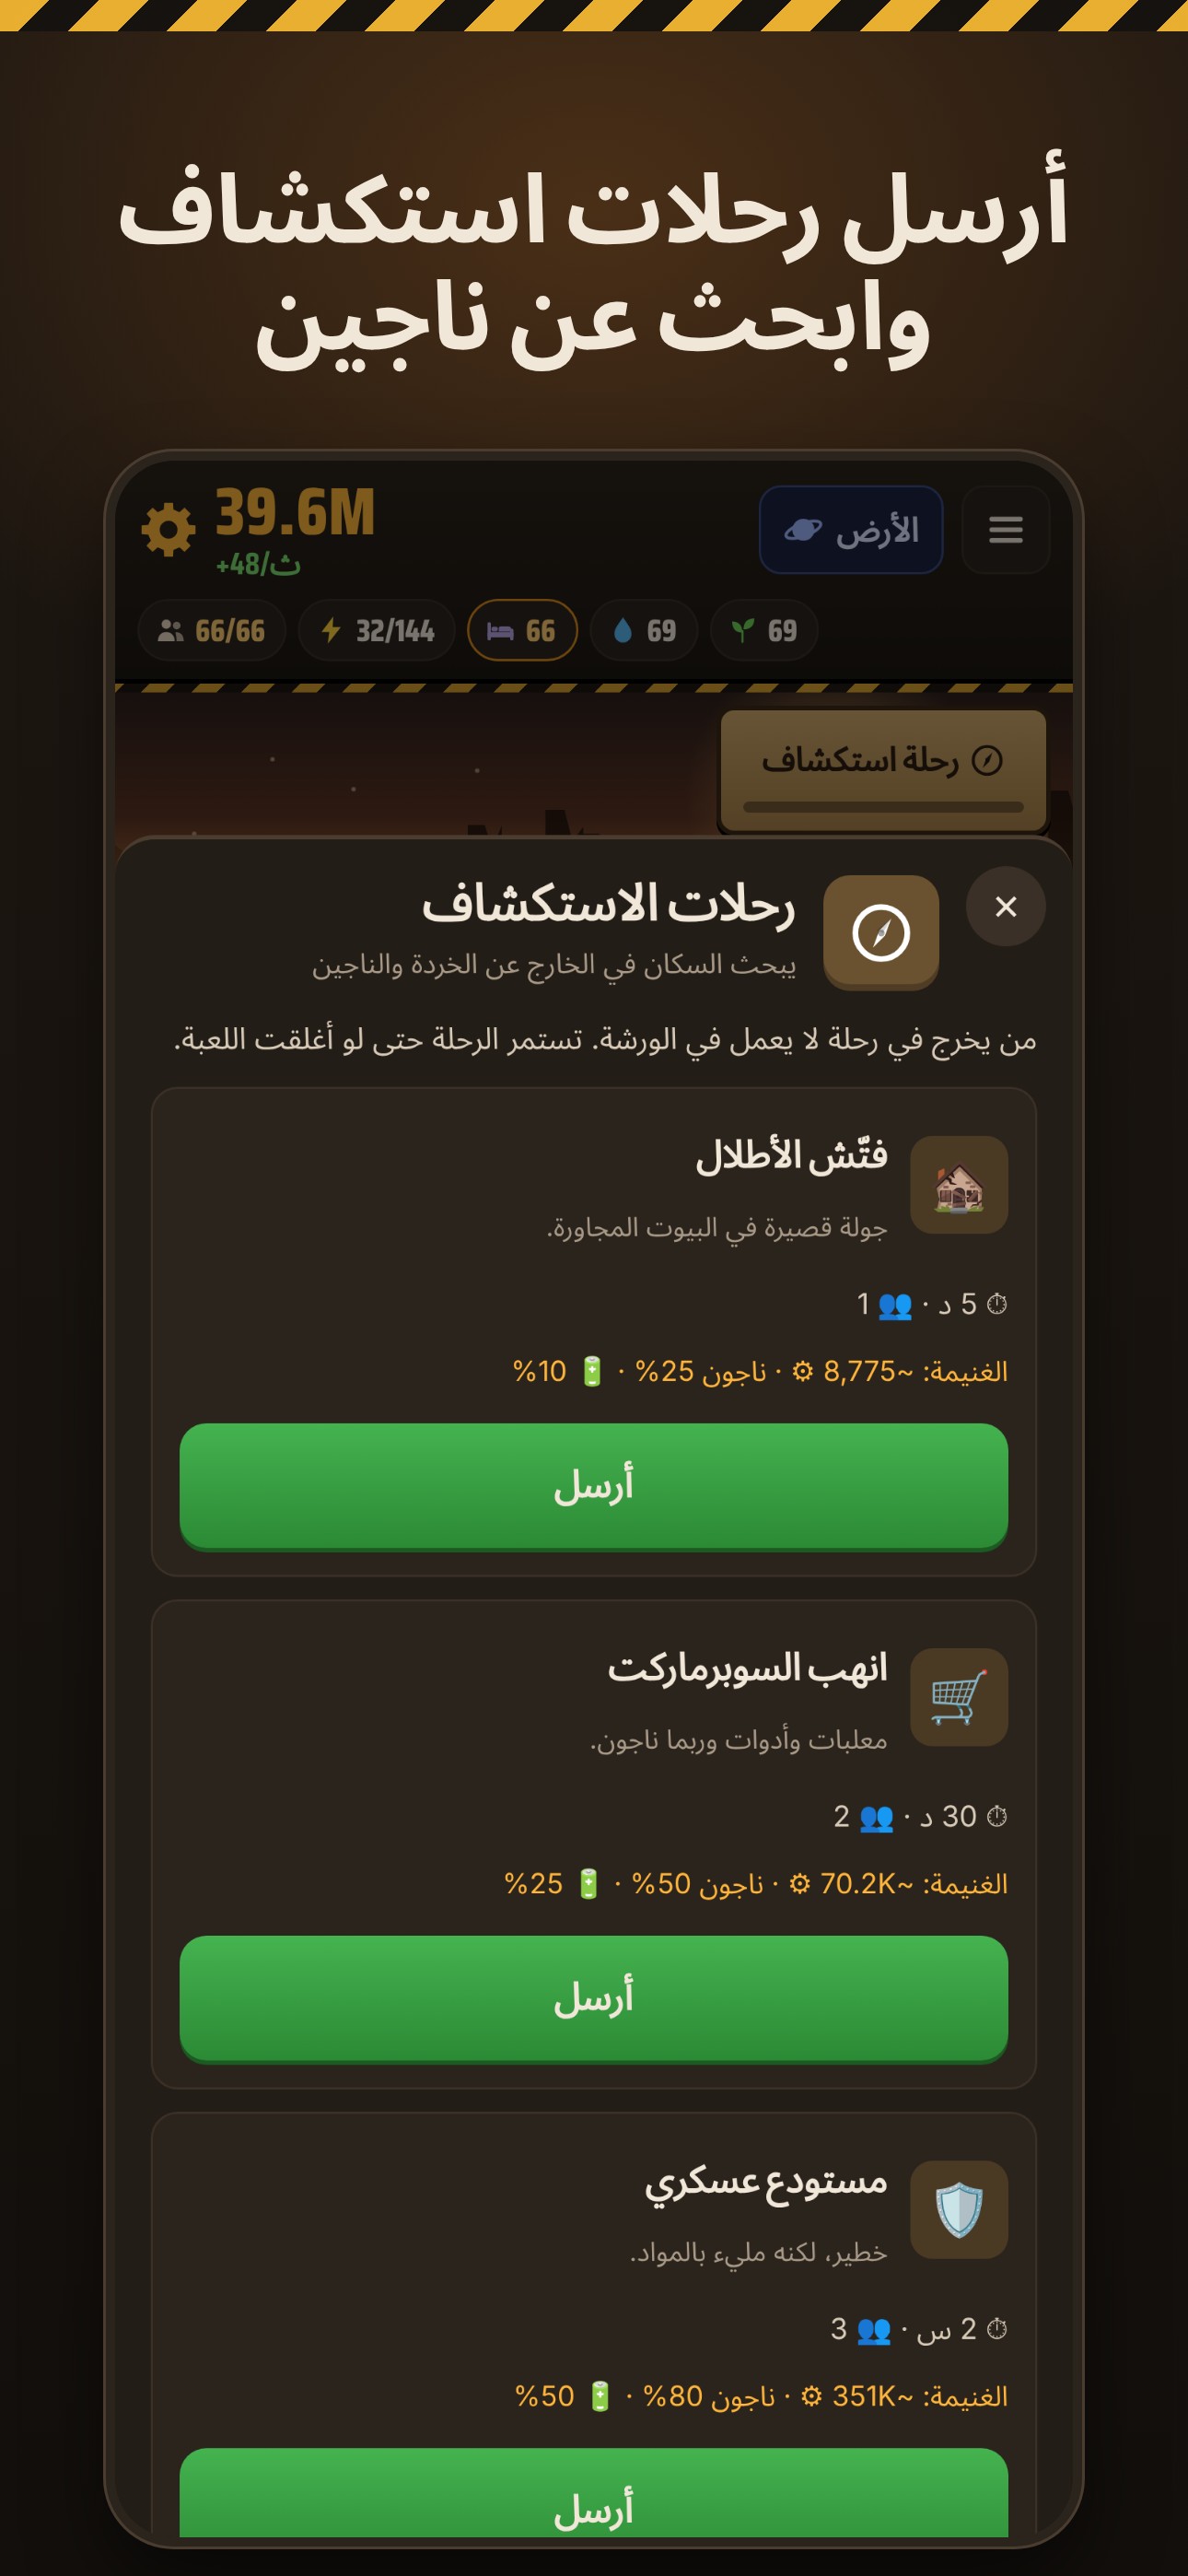 أرسل رحلات استكشاف
وابحث عن ناجين
39.6M
+48/ث
الأرض
66/66
32/144
66
69
69
رحلة استكشاف
رحلات الاستكشاف
يبحث السكان في الخارج عن الخردة والناجين
من يخرج في رحلة لا يعمل في الورشة. تستمر الرحلة حتى لو أغلقت اللعبة.
فتّش الأطلال
جولة قصيرة في البيوت المجاورة.
⏱ 5 د · 👥 1
الغنيمة: ~8,775 ⚙ · ناجون 25% · 🔋 10%
أرسل
انهب السوبرماركت
معلبات وأدوات وربما ناجون.
⏱ 30 د · 👥 2
الغنيمة: ~70.2K ⚙ · ناجون 50% · 🔋 25%
أرسل
مستودع عسكري
خطير، لكنه مليء بالمواد.
⏱ 2 س · 👥 3
الغنيمة: ~351K ⚙ · ناجون 80% · 🔋 50%
أرسل